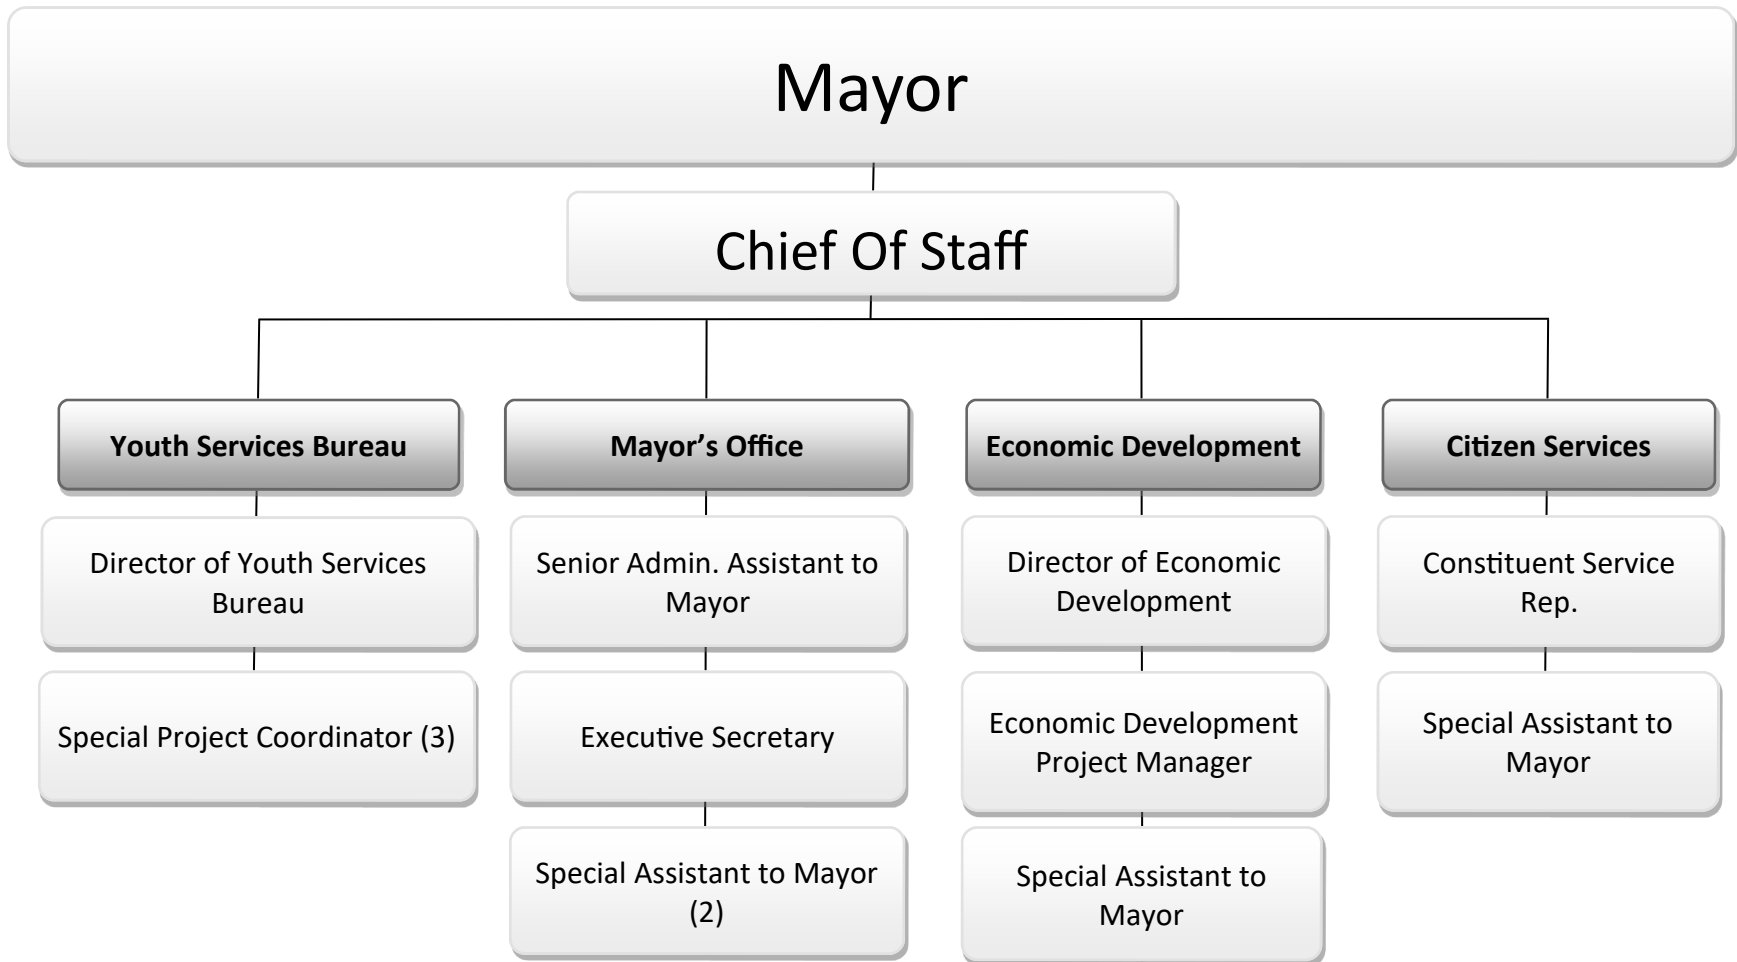 Mayor
Chief Of Staff
Youth Services Bureau
Mayor’s Office
Economic Development
Citizen Services
Director of Youth Services
Bureau
Senior Admin. Assistant to
Mayor
Director of Economic
Development
Constituent Service
Rep.
Special Project Coordinator (3)
Executive Secretary
Economic Development
Project Manager
Special Assistant to
Mayor
Special Assistant to Mayor
(2)
Special Assistant to
Mayor